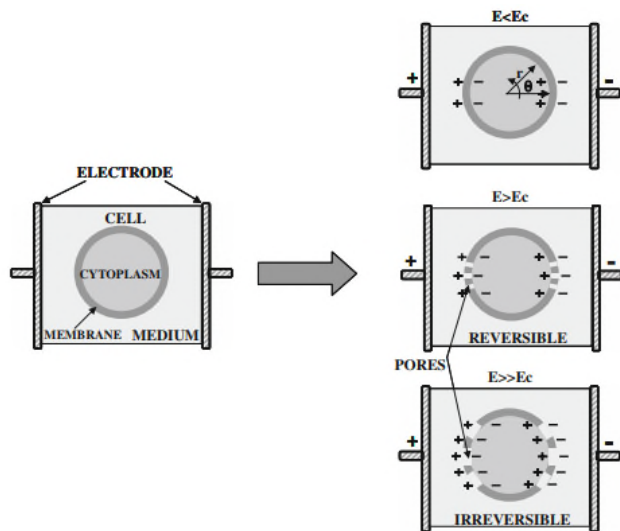 ELECTRODE
CELL
CYTOPLASM
MEMBRANE
MEDIUM
E<Ec
+ -
r
θ
+ - + -
+ - + -
E>Ec
+ -
+ - + -
+ - + -
+ - + -
REVERSIBLE
PORES
E>>Ec
+ -
+ - + -
+ - + -
+ - + -
+ - + -
+ - + -
IRREVERSIBLE